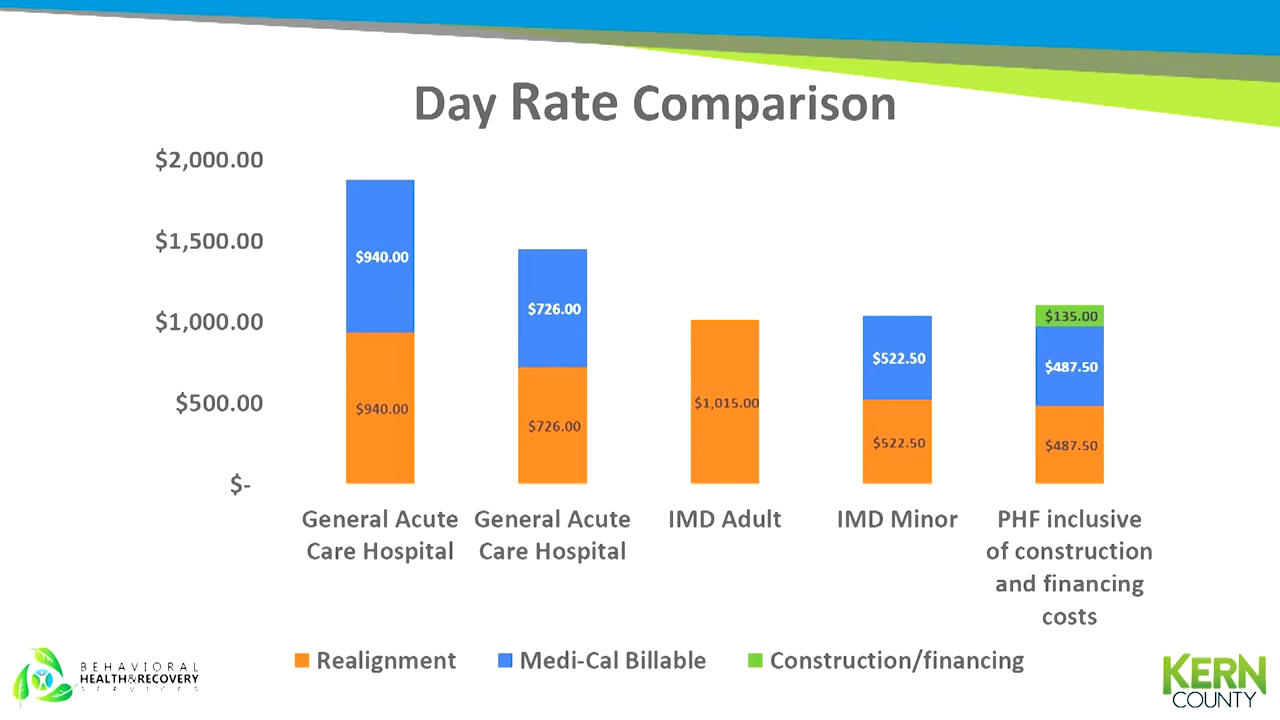 Day Rate Comparison
$2,000.00
$1,500.00
$1,000.00
$500.00
$-
$940.00
$940.00
$726.00
$726.00
$1,015.00
$522.50
$522.50
$135.00
$487.50
$487.50
General Acute
Care Hospital
General Acute
Care Hospital
IMD Adult
IMD Minor
PHF inclusive
of construction
and financing
costs
Realignment
Medi-Cal Billable
Construction/financing
BEHAVIORAL
HEALTH&RECOVERY
SERVICES
KERN
COUNTY